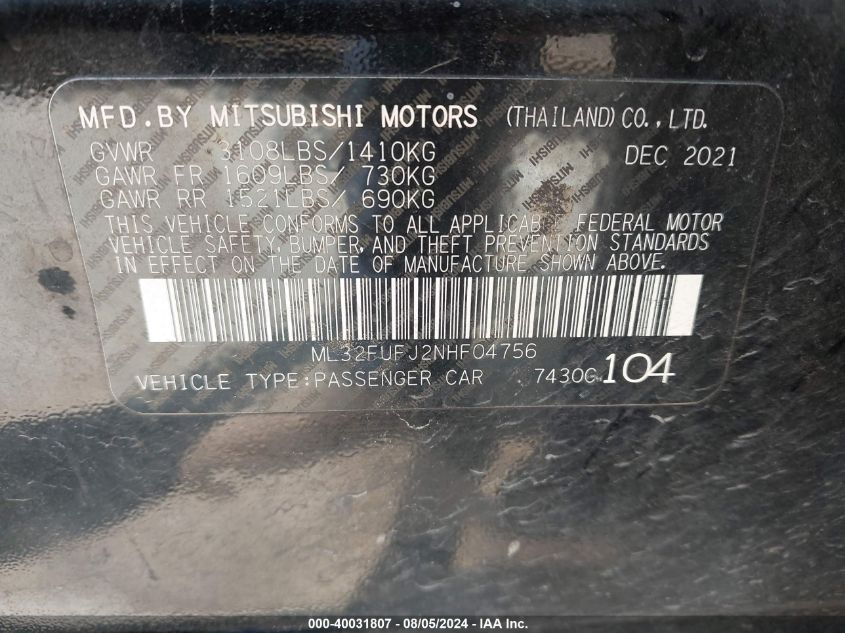 MFD.BY MITSUBISHI MOTORS (THAILAND)CO.,LTD.
GVWR 3108LBS/1410KG DEC 2021
GAWR FR 1609LBS/ 730KG
GAWR RR 1521LBS/ 690KG
THIS VEHICLE CONFORMS TO ALL APPLICABLE FEDERAL MOTOR
VEHICLE SAFETY, BUMPER, AND THEFT PREVENTION STANDARDS
IN EFFECT ON THE DATE OF MANUFACTURE SHOWN ABOVE.
ML32FUFJ2NHF04756
VEHICLE TYPE:PASSENGER CAR 7430G 104
000-40031807 - 08/05/2024 - IAA Inc.